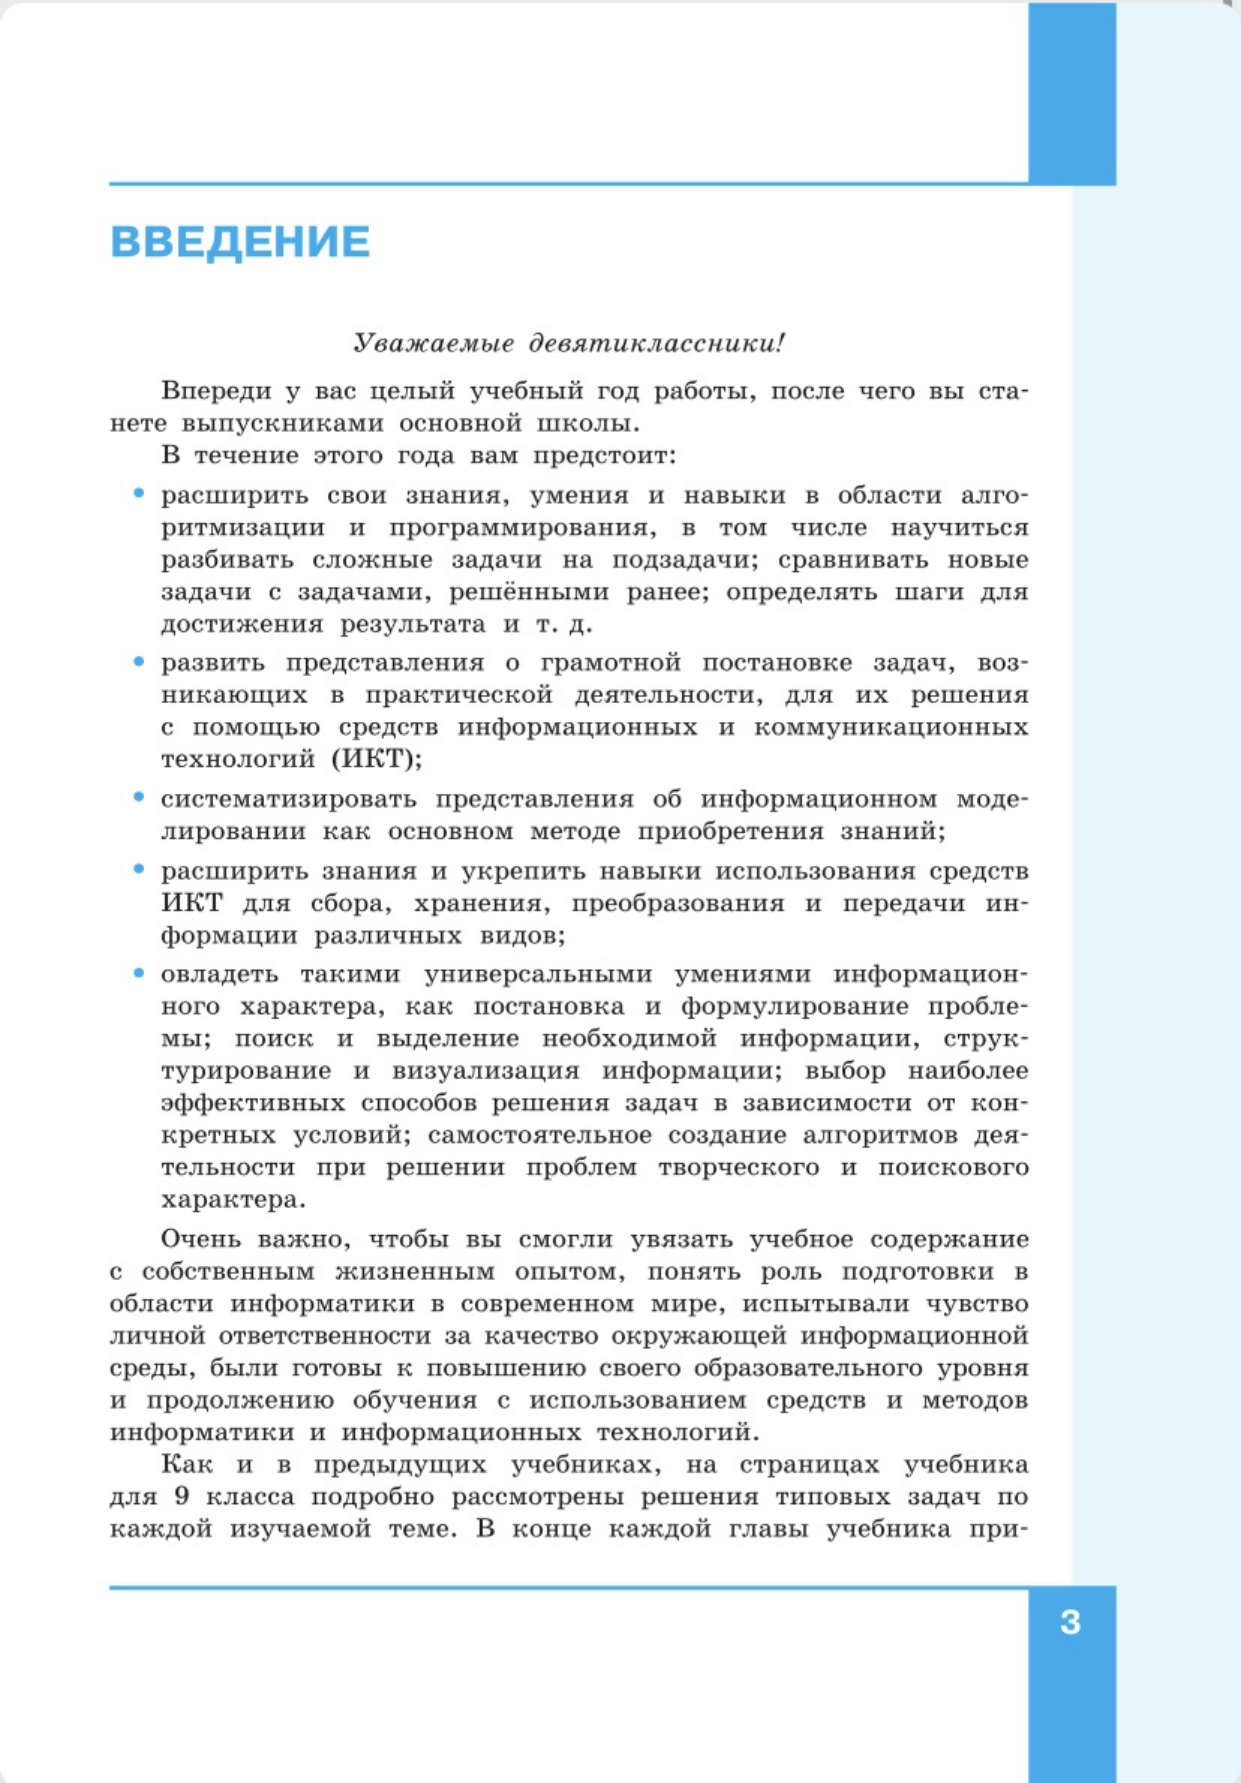 ВВЕДЕНИЕ
Уважаемые девятиклассники!
Впереди у вас целый учебный год работы, после чего вы ста-
нете выпускниками основной школы.
В течение этого года вам предстоит:
• расширить свои знания, умения и навыки в области алго-
ритмизации и программирования, в том числе научиться
разбивать сложные задачи на подзадачи; сравнивать новые
задачи с задачами, решёнными ранее; определять шаги для
достижения результата и т. д.
• развить представления о грамотной постановке задач, воз-
никающих в практической деятельности, для их решения
с помощью средств информационных и коммуникационных
технологий (ИКТ);
• систематизировать представления об информационном моде-
лировании как основном методе приобретения знаний;
• расширить знания и укрепить навыки использования средств
ИКТ для сбора, хранения, преобразования и передачи ин-
формации различных видов;
• овладеть такими универсальными умениями информацион-
ного характера, как постановка и формулирование пробле-
мы; поиск и выделение необходимой информации, струк-
турирование и визуализация информации; выбор наиболее
эффективных способов решения задач в зависимости от кон-
кретных условий; самостоятельное создание алгоритмов дея-
тельности при решении проблем творческого и поискового
характера.
Очень важно, чтобы вы смогли увязать учебное содержание
с собственным жизненным опытом, понять роль подготовки в
области информатики в современном мире, испытывали чувство
личной ответственности за качество окружающей информационной
среды, были готовы к повышению своего образовательного уровня
и продолжению обучения с использованием средств и методов
информатики и информационных технологий.
Как и в предыдущих учебниках, на страницах учебника
для 9 класса подробно рассмотрены решения типовых задач по
каждой изучаемой теме. В конце каждой главы учебника при-
3